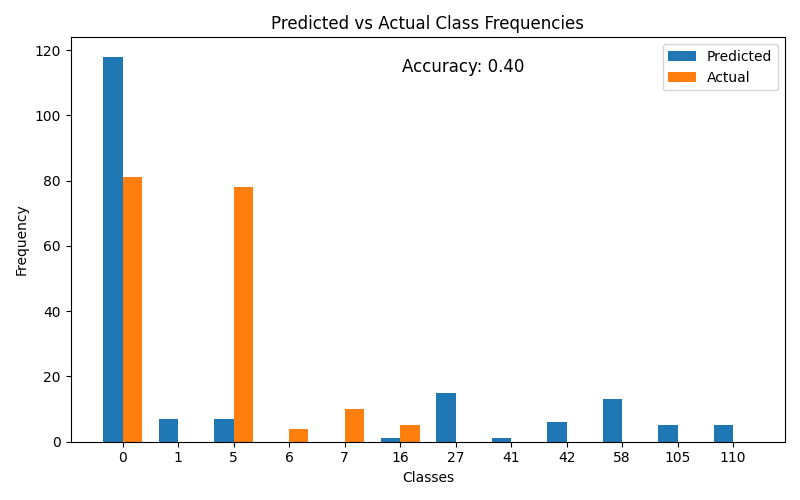 Predicted vs Actual Class Frequencies
Accuracy: 0.40
Predicted
Actual
Frequency
120
100
80
60
40
20
0
0 1 5 6 7 16 27 41 42 58 105 110
Classes